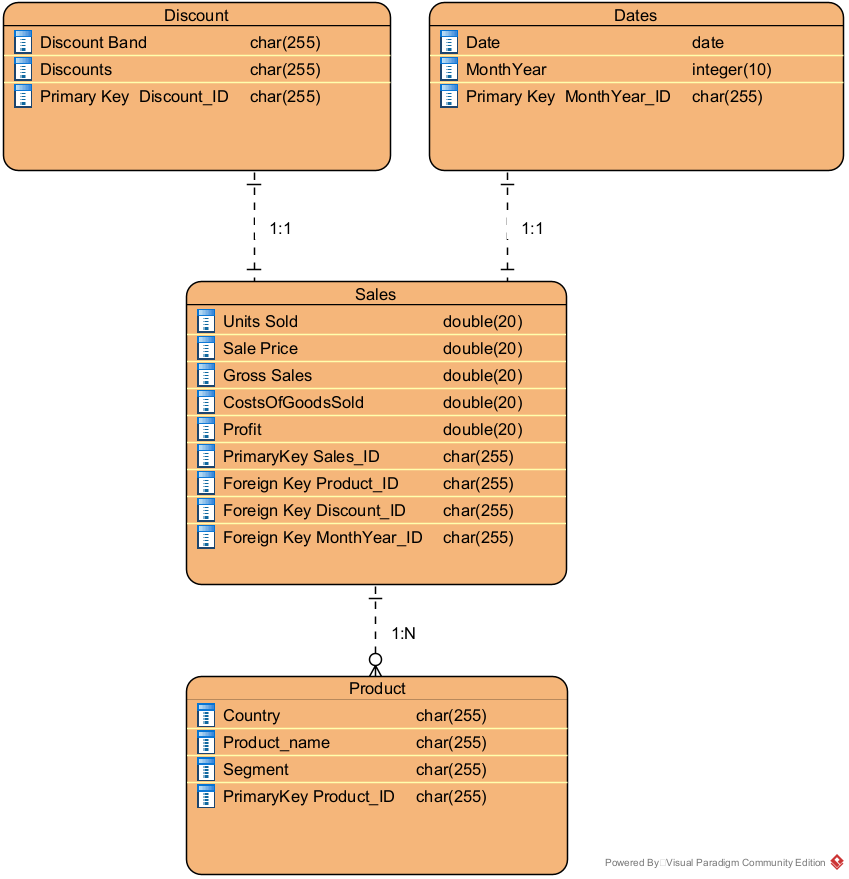 Discount
Discount Band char(255)
Discounts char(255)
Primary Key Discount_ID char(255)
Dates
Date date
MonthYear integer(10)
Primary Key MonthYear_ID char(255)
1:1
1:1
Sales
Units Sold double(20)
Sale Price double(20)
Gross Sales double(20)
CostsOfGoodsSold double(20)
Profit double(20)
PrimaryKey Sales_ID char(255)
Foreign Key Product_ID char(255)
Foreign Key Discount_ID char(255)
Foreign Key MonthYear_ID char(255)
1:N
Product
Country char(255)
Product_name char(255)
Segment char(255)
PrimaryKey Product_ID char(255)
Powered By Visual Paradigm Community Edition